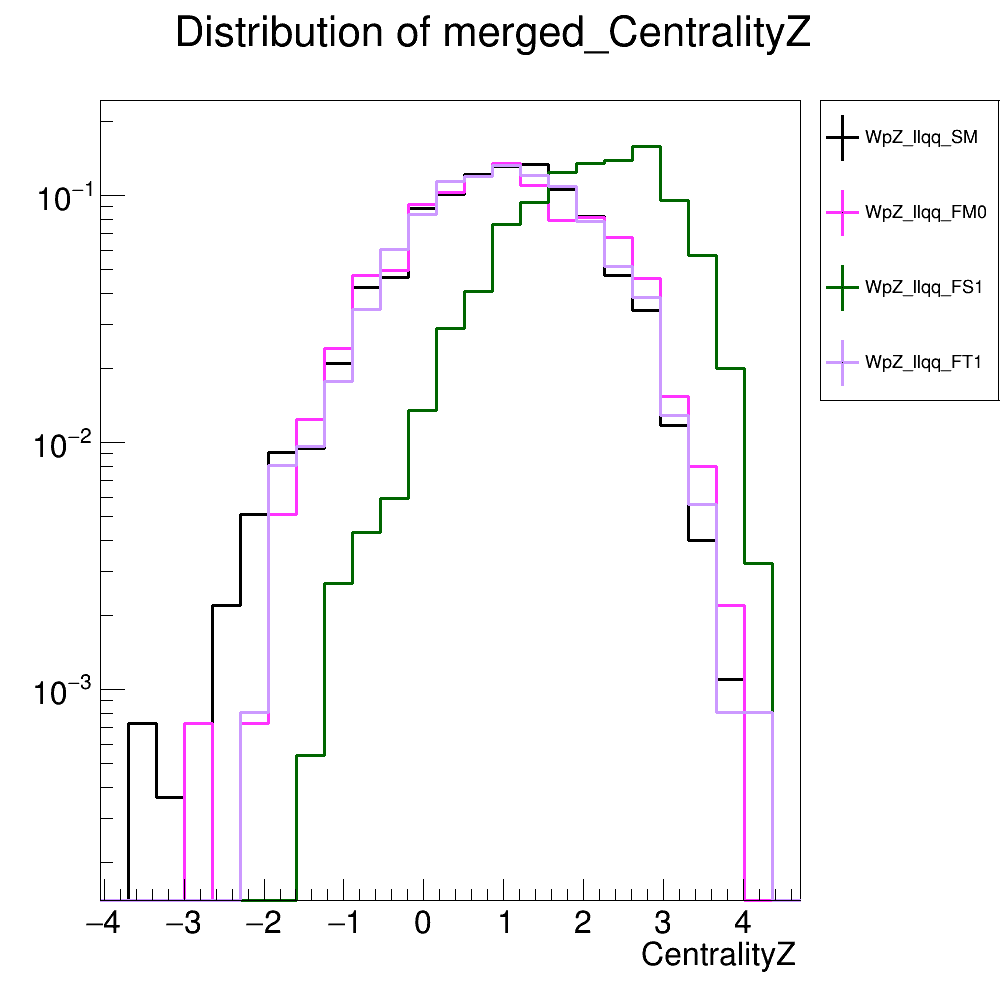 Distribution of merged_CentralityZ
WpZ_llqq_SM
WpZ_llqq_FM0
WpZ_llqq_FS1
WpZ_llqq_FT1
10⁻¹
10⁻²
10⁻³
−4 −3 −2 −1 0 1 2 3 4
CentralityZ